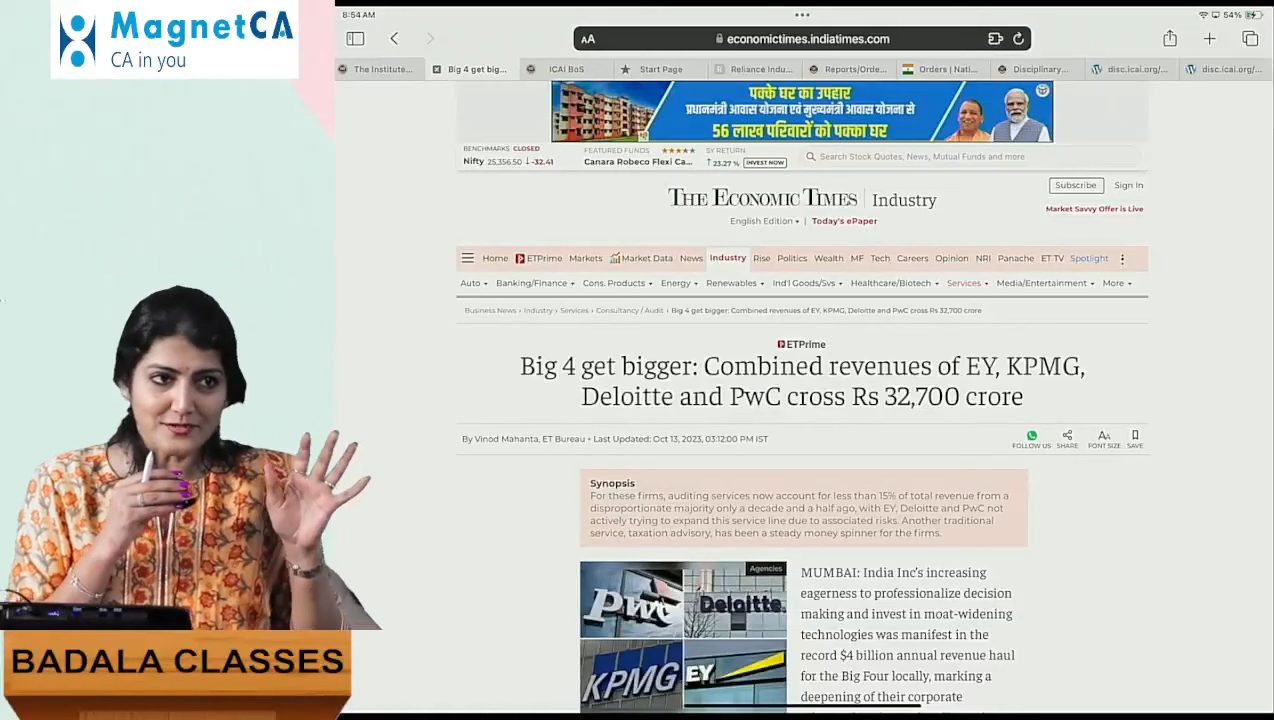 MagnetCA
CA in you
BADALA CLASSES
8:54 AM
54%
AA
economictimes.indiatimes.com
The Institute...
Big 4 get big...
ICAI BoS
Start Page
Reliance Indu...
Reports/Orde...
Orders | Nati...
Disciplinary...
disc.icai.org/...
disc.icai.org/...
पक्के घर का उपहार
प्रधानमंत्री आवास योजना एवं मुख्यमंत्री आवास योजना से
56 लाख परिवारों को पक्का घर
BENCHMARKS CLOSED
Nifty 25,356.50 ↓ -32.41
FEATURED FUNDS ★★★★★
Canara Robeco Flexi Ca...
5Y RETURN
↑ 23.27 % INVEST NOW
Search Stock Quotes, News, Mutual Funds and more
THE ECONOMIC TIMES | Industry
Subscribe Sign In
Market Savvy Offer is Live
English Edition | Today's ePaper
Home ETPrime Markets Market Data News Industry Rise Politics Wealth MF Tech Careers Opinion NRI Panache ET TV Spotlight
Auto Banking/Finance Cons. Products Energy Renewables Ind'l Goods/Svs Healthcare/Biotech Services Media/Entertainment More
Business News › Industry › Services › Consultancy / Audit › Big 4 get bigger: Combined revenues of EY, KPMG, Deloitte and PwC cross Rs 32,700 crore
ETPrime
Big 4 get bigger: Combined revenues of EY, KPMG,
Deloitte and PwC cross Rs 32,700 crore
By Vinod Mahanta, ET Bureau • Last Updated: Oct 13, 2023, 03:12:00 PM IST
FOLLOW US SHARE FONT SIZE SAVE
Synopsis
For these firms, auditing services now account for less than 15% of total revenue from a
disproportionate majority only a decade and a half ago, with EY, Deloitte and PwC not
actively trying to expand this service line due to associated risks. Another traditional
service, taxation advisory, has been a steady money spinner for the firms.
Agencies
pwc
Deloitte.
KPMG
EY
MUMBAI: India Inc's increasing
eagerness to professionalize decision
making and invest in moat-widening
technologies was manifest in the
record $4 billion annual revenue haul
for the Big Four locally, marking a
deepening of their corporate